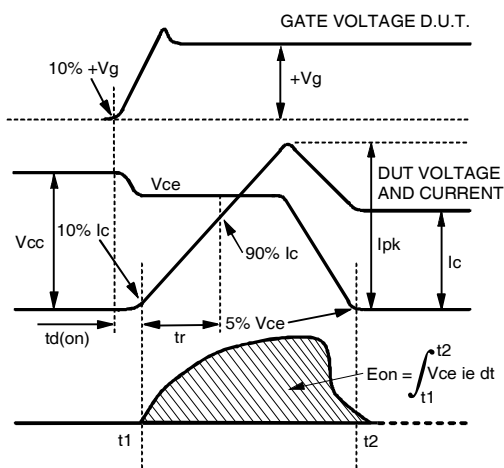 GATE VOLTAGE D.U.T.
10% +Vg
+Vg
Vce
DUT VOLTAGE
AND CURRENT
Vcc
10% Ic
90% Ic
Ipk
Ic
td(on)
tr
5% Vce
Eon = ∫ Vce ie dt
t2
t1
t1
t2